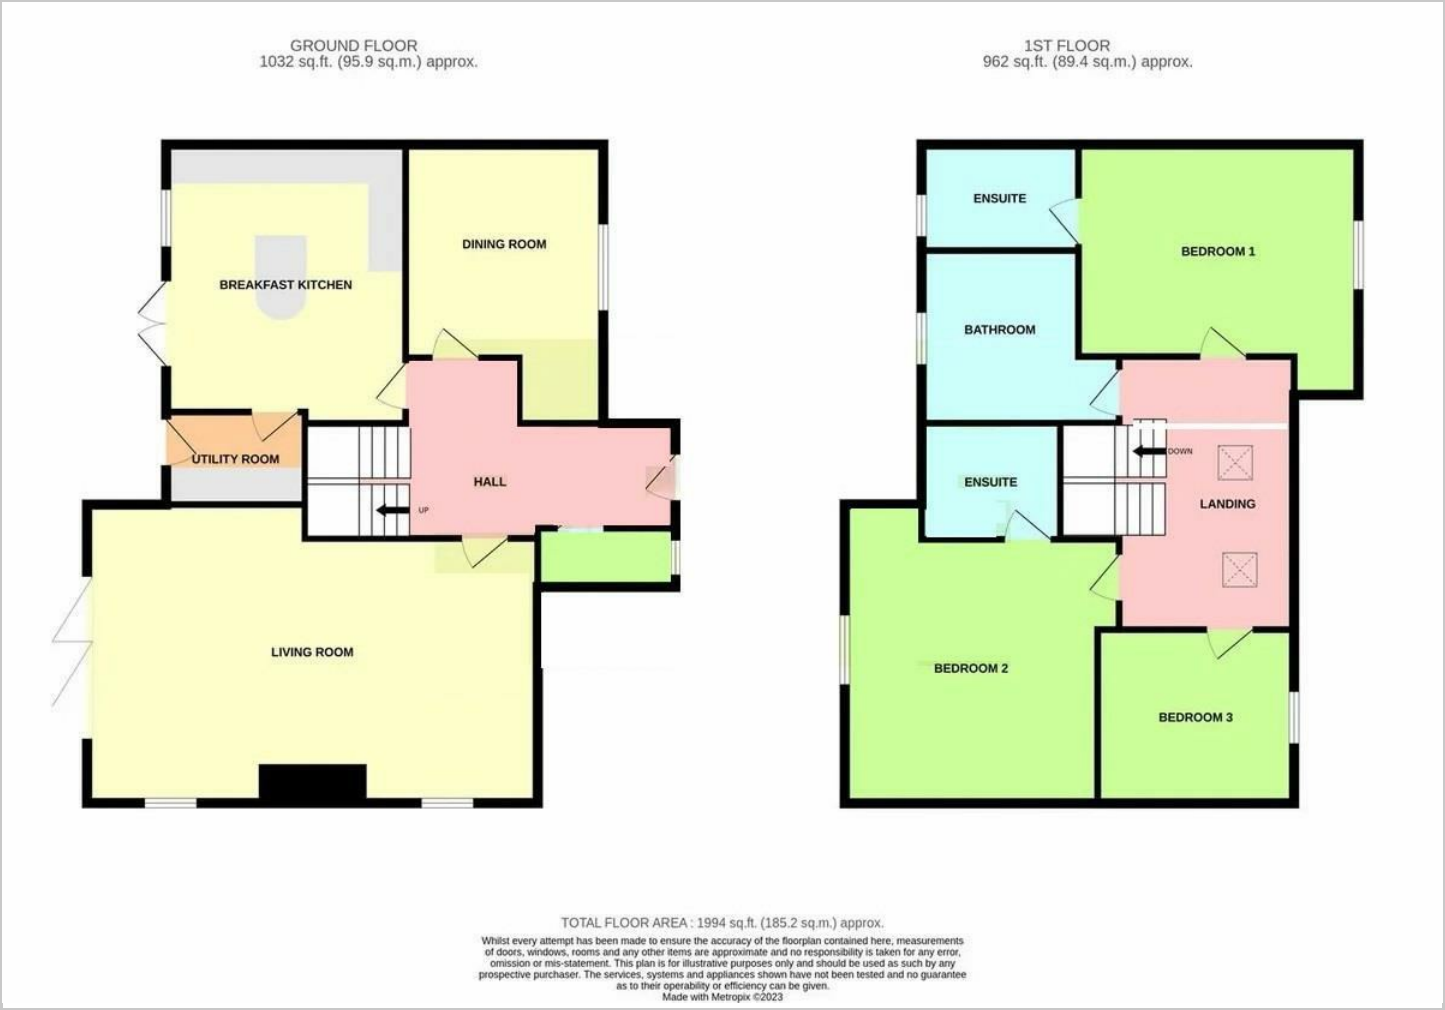 GROUND FLOOR
1032 sq.ft. (95.9 sq.m.) approx.
1ST FLOOR
962 sq.ft. (89.4 sq.m.) approx.
BREAKFAST KITCHEN
DINING ROOM
UTILITY ROOM
HALL
UP
LIVING ROOM
ENSUITE
BEDROOM 1
BATHROOM
DOWN
ENSUITE
LANDING
BEDROOM 2
BEDROOM 3
TOTAL FLOOR AREA : 1994 sq.ft. (185.2 sq.m.) approx.
Whilst every attempt has been made to ensure the accuracy of the floorplan contained here, measurements
of doors, windows, rooms and any other items are approximate and no responsibility is taken for any error,
omission or mis-statement. This plan is for illustrative purposes only and should be used as such by any
prospective purchaser. The services, systems and appliances shown have not been tested and no guarantee
as to their operability or efficiency can be given.
Made with Metropix ©2023